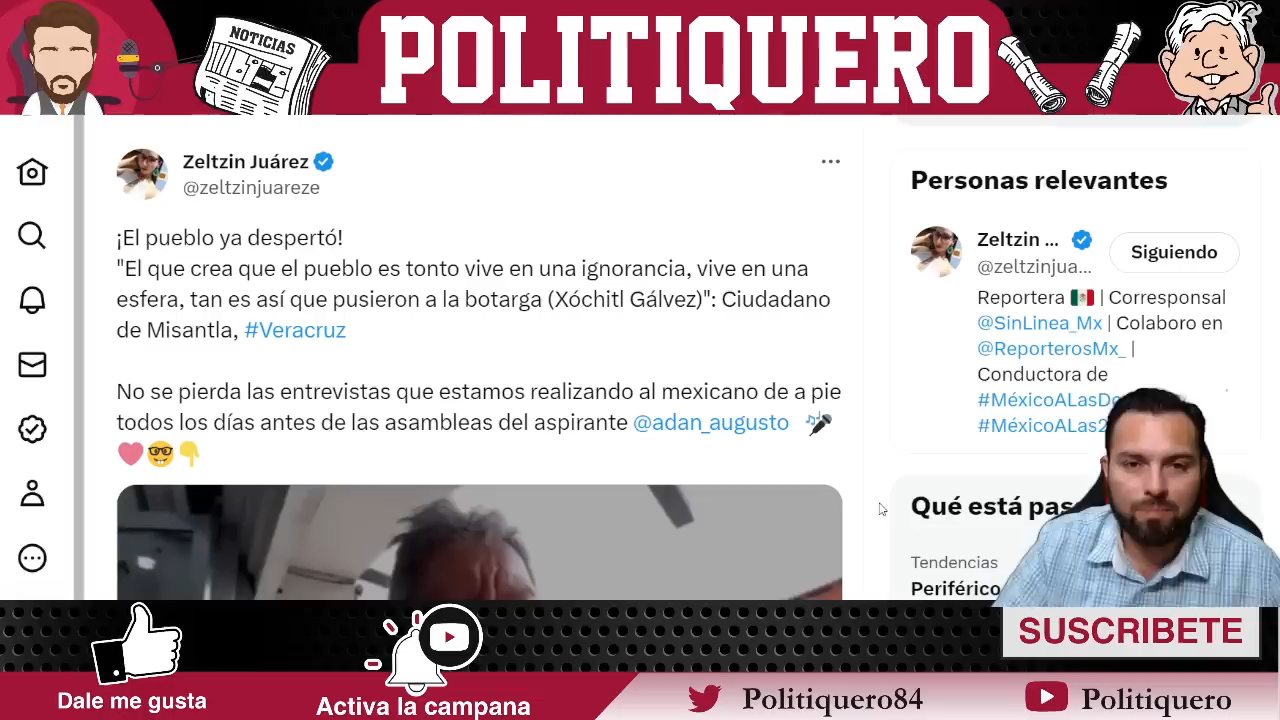 NOTICIAS
POLITIQUERO
Zeltzin Juárez
@zeltzinjuareze
¡El pueblo ya despertó!
"El que crea que el pueblo es tonto vive en una ignorancia, vive en una
esfera, tan es así que pusieron a la botarga (Xóchitl Gálvez)": Ciudadano
de Misantla, #Veracruz
No se pierda las entrevistas que estamos realizando al mexicano de a pie
todos los días antes de las asambleas del aspirante @adan_augusto 🎤
💗🤓👇
Personas relevantes
Zeltzin ...
@zeltzinjua...
Siguiendo
Reportera 🇲🇽 | Corresponsal
@SinLinea_Mx | Colaboro en
@ReporterosMx_ |
Conductora de
#MéxicoALasDo
#MéxicoALas2
Qué está pas
Tendencias
Periférico
SUSCRIBETE
Dale me gusta
Activa la campana
Politiquero84
Politiquero